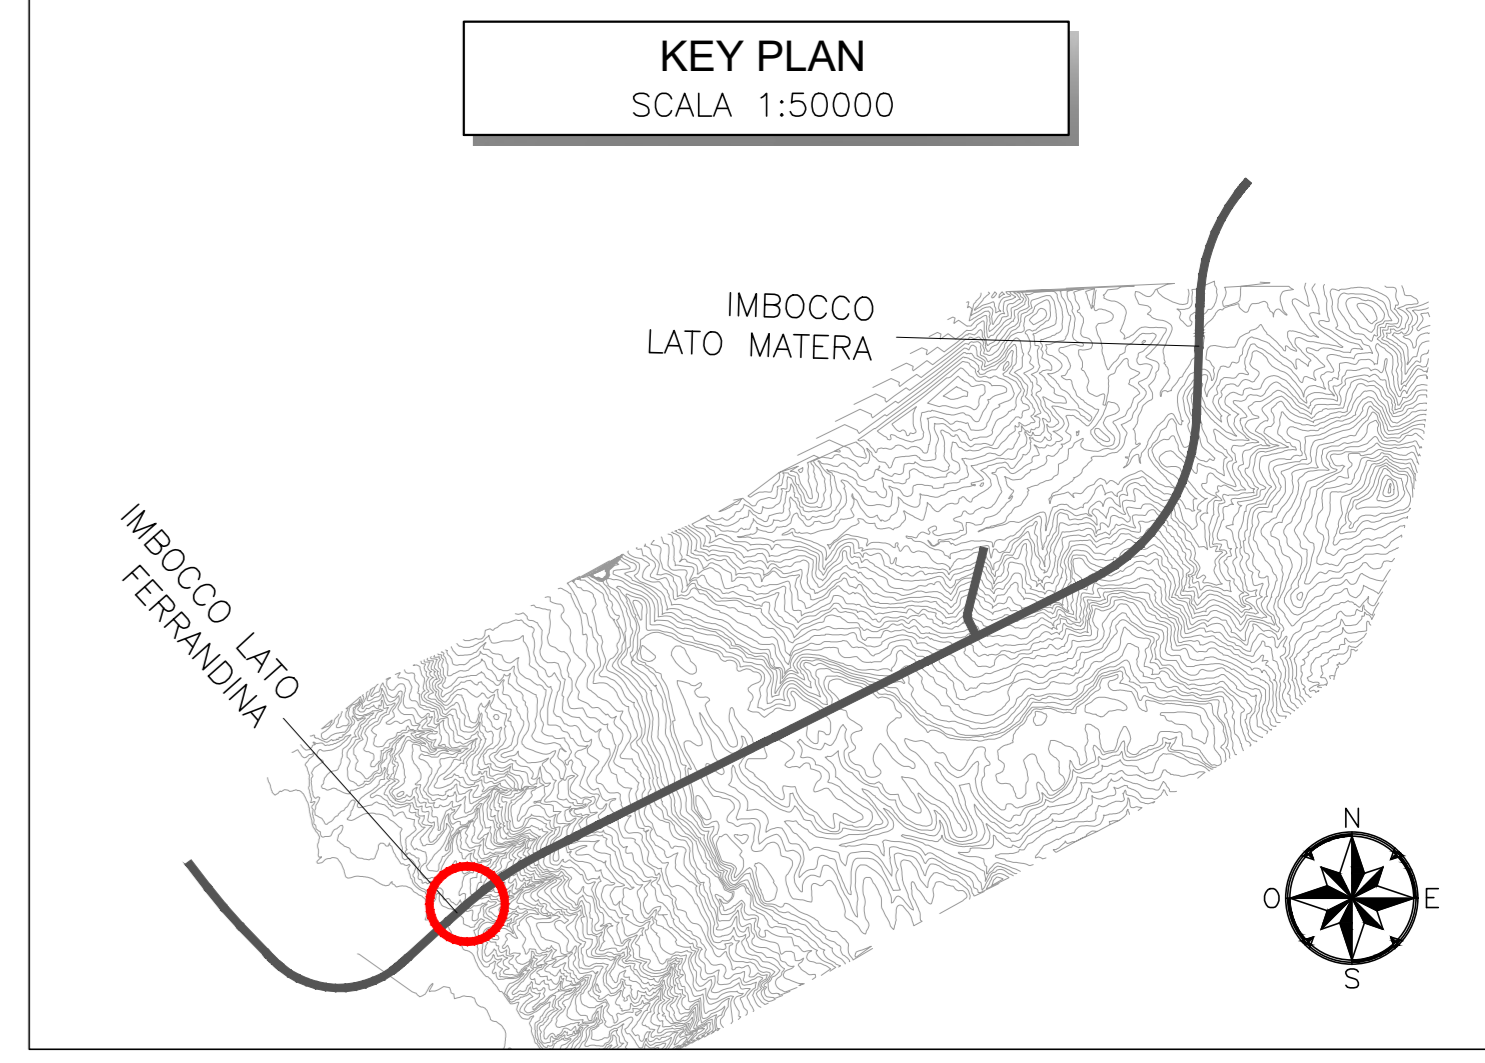 KEY PLAN
SCALA 1:50000
IMBOCCO
LATO MATERA
IMBOCCO LATO
FERRANDINA
N
O
E
S